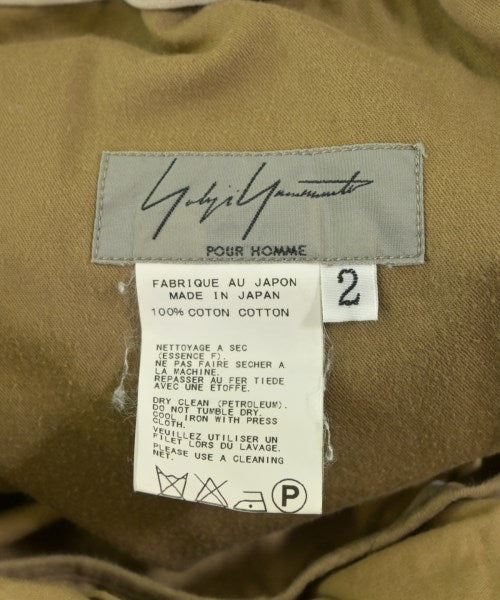 Yohji Yamamoto
POUR HOMME
2
FABRIQUE AU JAPON
MADE IN JAPAN
100% COTON COTTON
NETTOYAGE A SEC
(ESSENCE F).
NE PAS FAIRE SECHER A
LA MACHINE.
REPASSER AU FER TIEDE
AVEC UNE ETOFFE.
DRY CLEAN (PETROLEUM).
DO NOT TUMBLE DRY.
COOL IRON WITH PRESS
CLOTH.
VEUILLEZ UTILISER UN
FILET LORS DU LAVAGE.
PLEASE USE A CLEANING
NET.
P